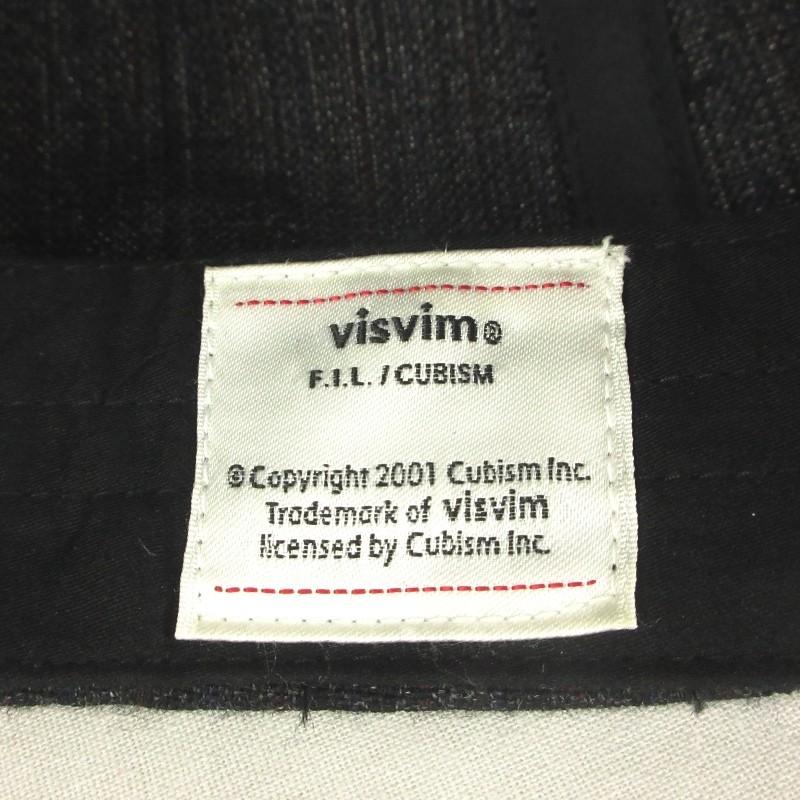 visvim®
F.I.L. / CUBISM
©Copyright 2001 Cubism Inc.
Trademark of visvim
licensed by Cubism Inc.